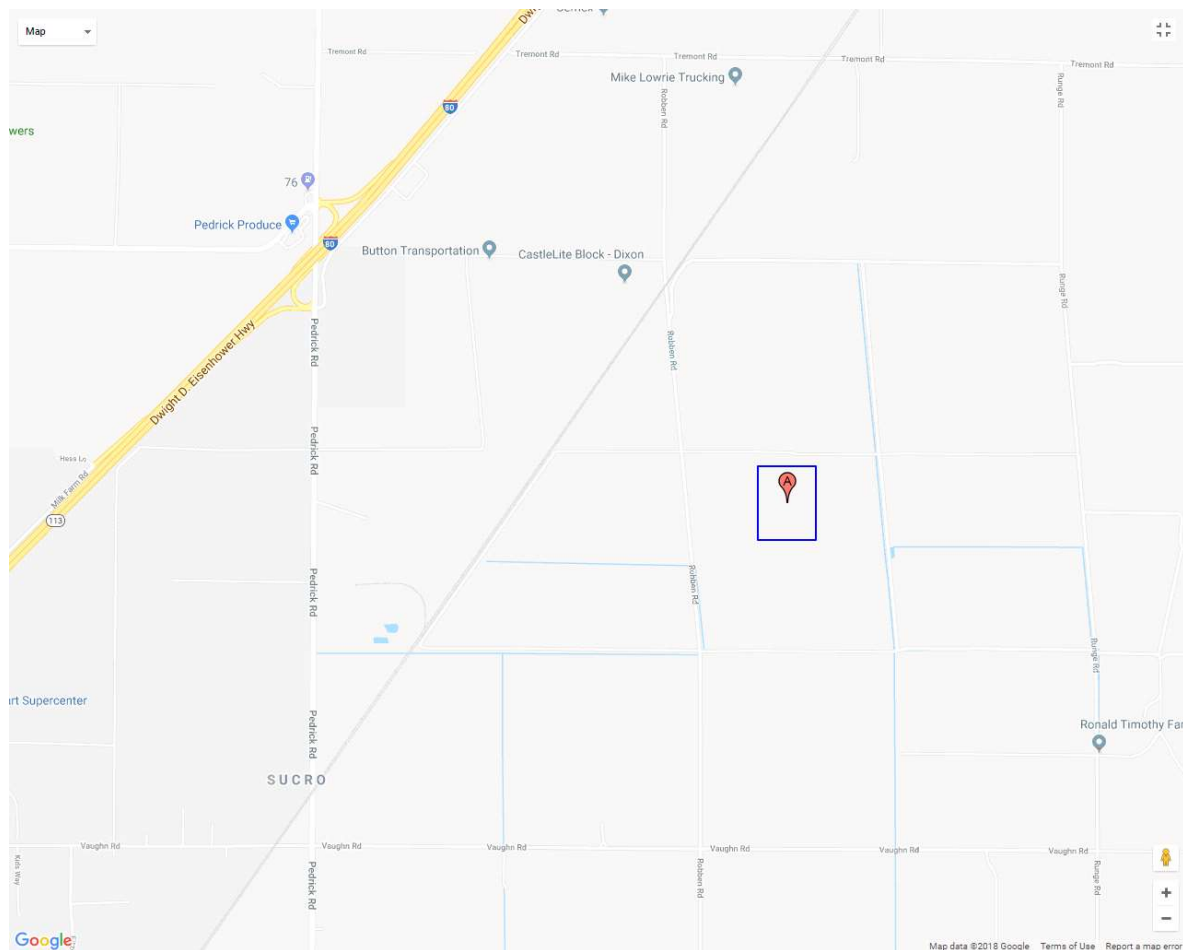 Map
Tremont Rd
Tremont Rd
Tremont Rd
Tremont Rd
Tremont Rd
Mike Lowrie Trucking
Robben Rd
Runge Rd
80
wers
76
Pedrick Produce
80
Button Transportation
CastleLite Block - Dixon
Runge Rd
Pedrick Rd
Robben Rd
Dwight D. Eisenhower Hwy
Pedrick Rd
Hess Ln
Milk Farm Rd
A
113
Pedrick Rd
Robben Rd
Runge Rd
art Supercenter
Pedrick Rd
Ronald Timothy Far
SUCRO
Vaughn Rd
Vaughn Rd
Vaughn Rd
Vaughn Rd
Vaughn Rd
Vaughn Rd
Kids Way
Pedrick Rd
Robben Rd
Runge Rd
Google
Map data ©2018 Google Terms of Use Report a map error